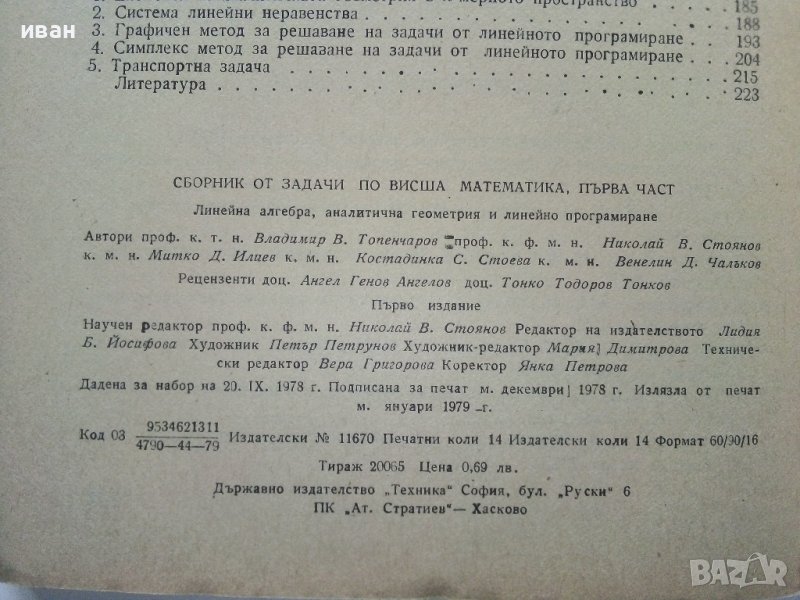 пространство 185
2. Система линейни неравенства 188
3. Графичен метод за решаване на задачи от линейното програмиране 193
4. Симплекс метод за решаване на задачи от линейното програмиране 204
5. Транспортна задача 215
Литература 223
СБОРНИК ОТ ЗАДАЧИ ПО ВИСША МАТЕМАТИКА, ПЪРВА ЧАСТ
Линейна алгебра, аналитична геометрия и линейно програмиране
Автори проф. к. т. н. Владимир В. Топенчаров проф. к. ф. м. н. Николай В. Стоянов
к. м. н. Митко Д. Илиев к. м. н. Костадинка С. Стоева к. м. н. Венелин Д. Чалъков
Рецензенти доц. Ангел Генов Ангелов доц. Тонко Тодоров Тонков
Първо издание
Научен редактор проф. к. ф. м. н. Николай В. Стоянов Редактор на издателството Лидия
Б. Йосифова Художник Петър Петрунов Художник-редактор Мария Димитрова Техниче-
ски редактор Вера Григорова Коректор Янка Петрова
Дадена за набор на 20. IX. 1978 г. Подписана за печат м. декември 1978 г. Излязла от печат
м. януари 1979 г.
Код 03 9534621311
4790—44—79 Издателски № 11670 Печатни коли 14 Издателски коли 14 Формат 60/90/16
Тираж 20065 Цена 0,69 лв.
Държавно издателство „Техника" София, бул. „Руски" 6
ПК „Ат. Стратиев"— Хасково
иван
BAZAR